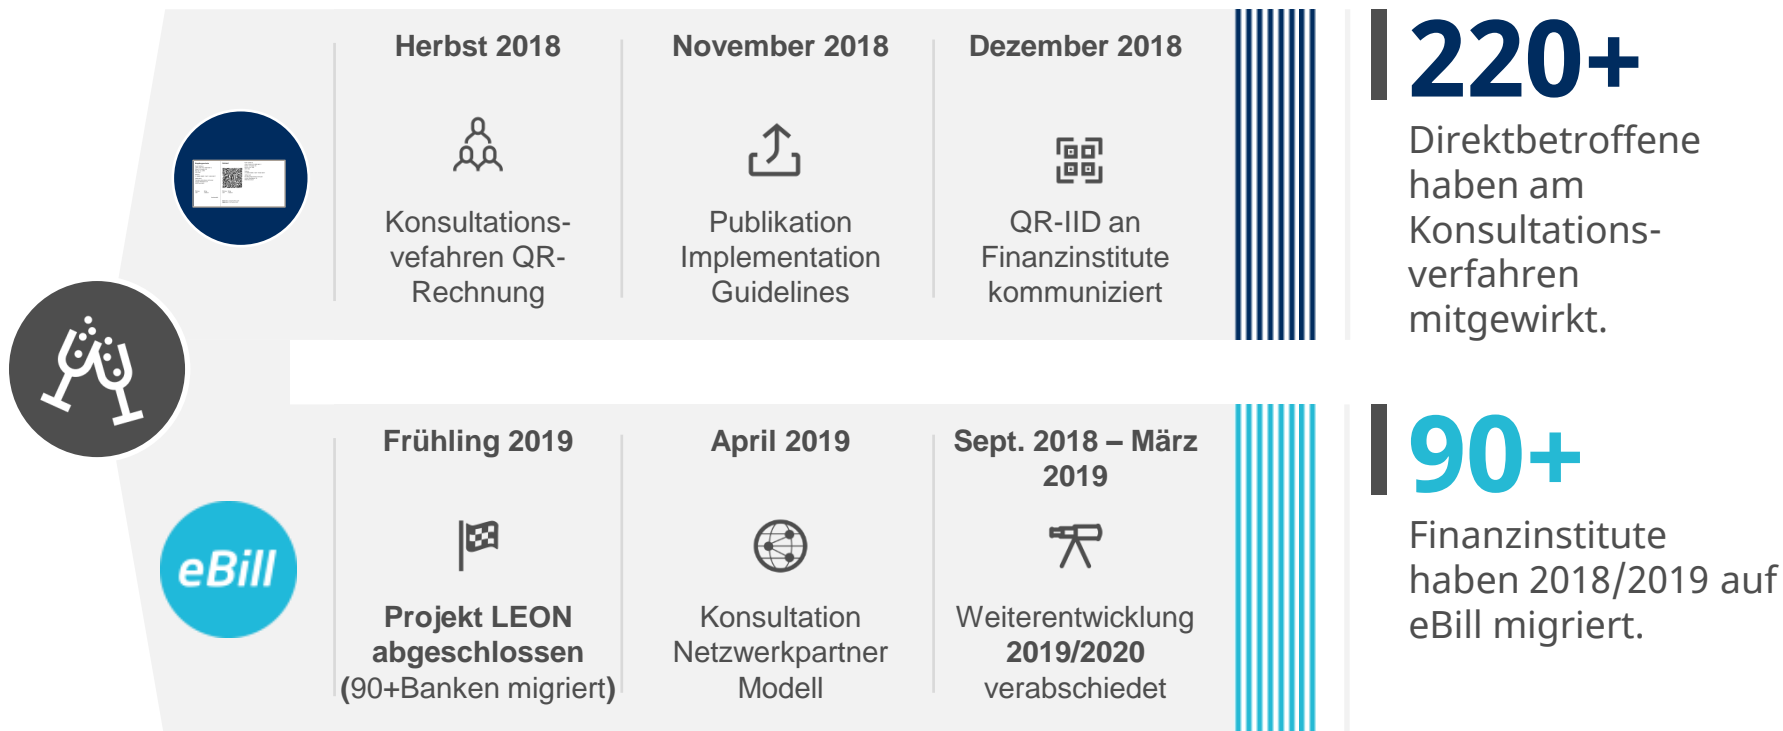 Herbst 2018
Konsultations-
vefahren QR-
Rechnung
November 2018
Publikation
Implementation
Guidelines
Dezember 2018
QR-IID an
Finanzinstitute
kommuniziert
220+
Direktbetroffene
haben am
Konsultations-
verfahren
mitgewirkt.
eBill
Frühling 2019
Projekt LEON
abgeschlossen
(90+Banken migriert)
April 2019
Konsultation
Netzwerkpartner
Modell
Sept. 2018 – März
2019
Weiterentwicklung
2019/2020
verabschiedet
90+
Finanzinstitute
haben 2018/2019 auf
eBill migriert.